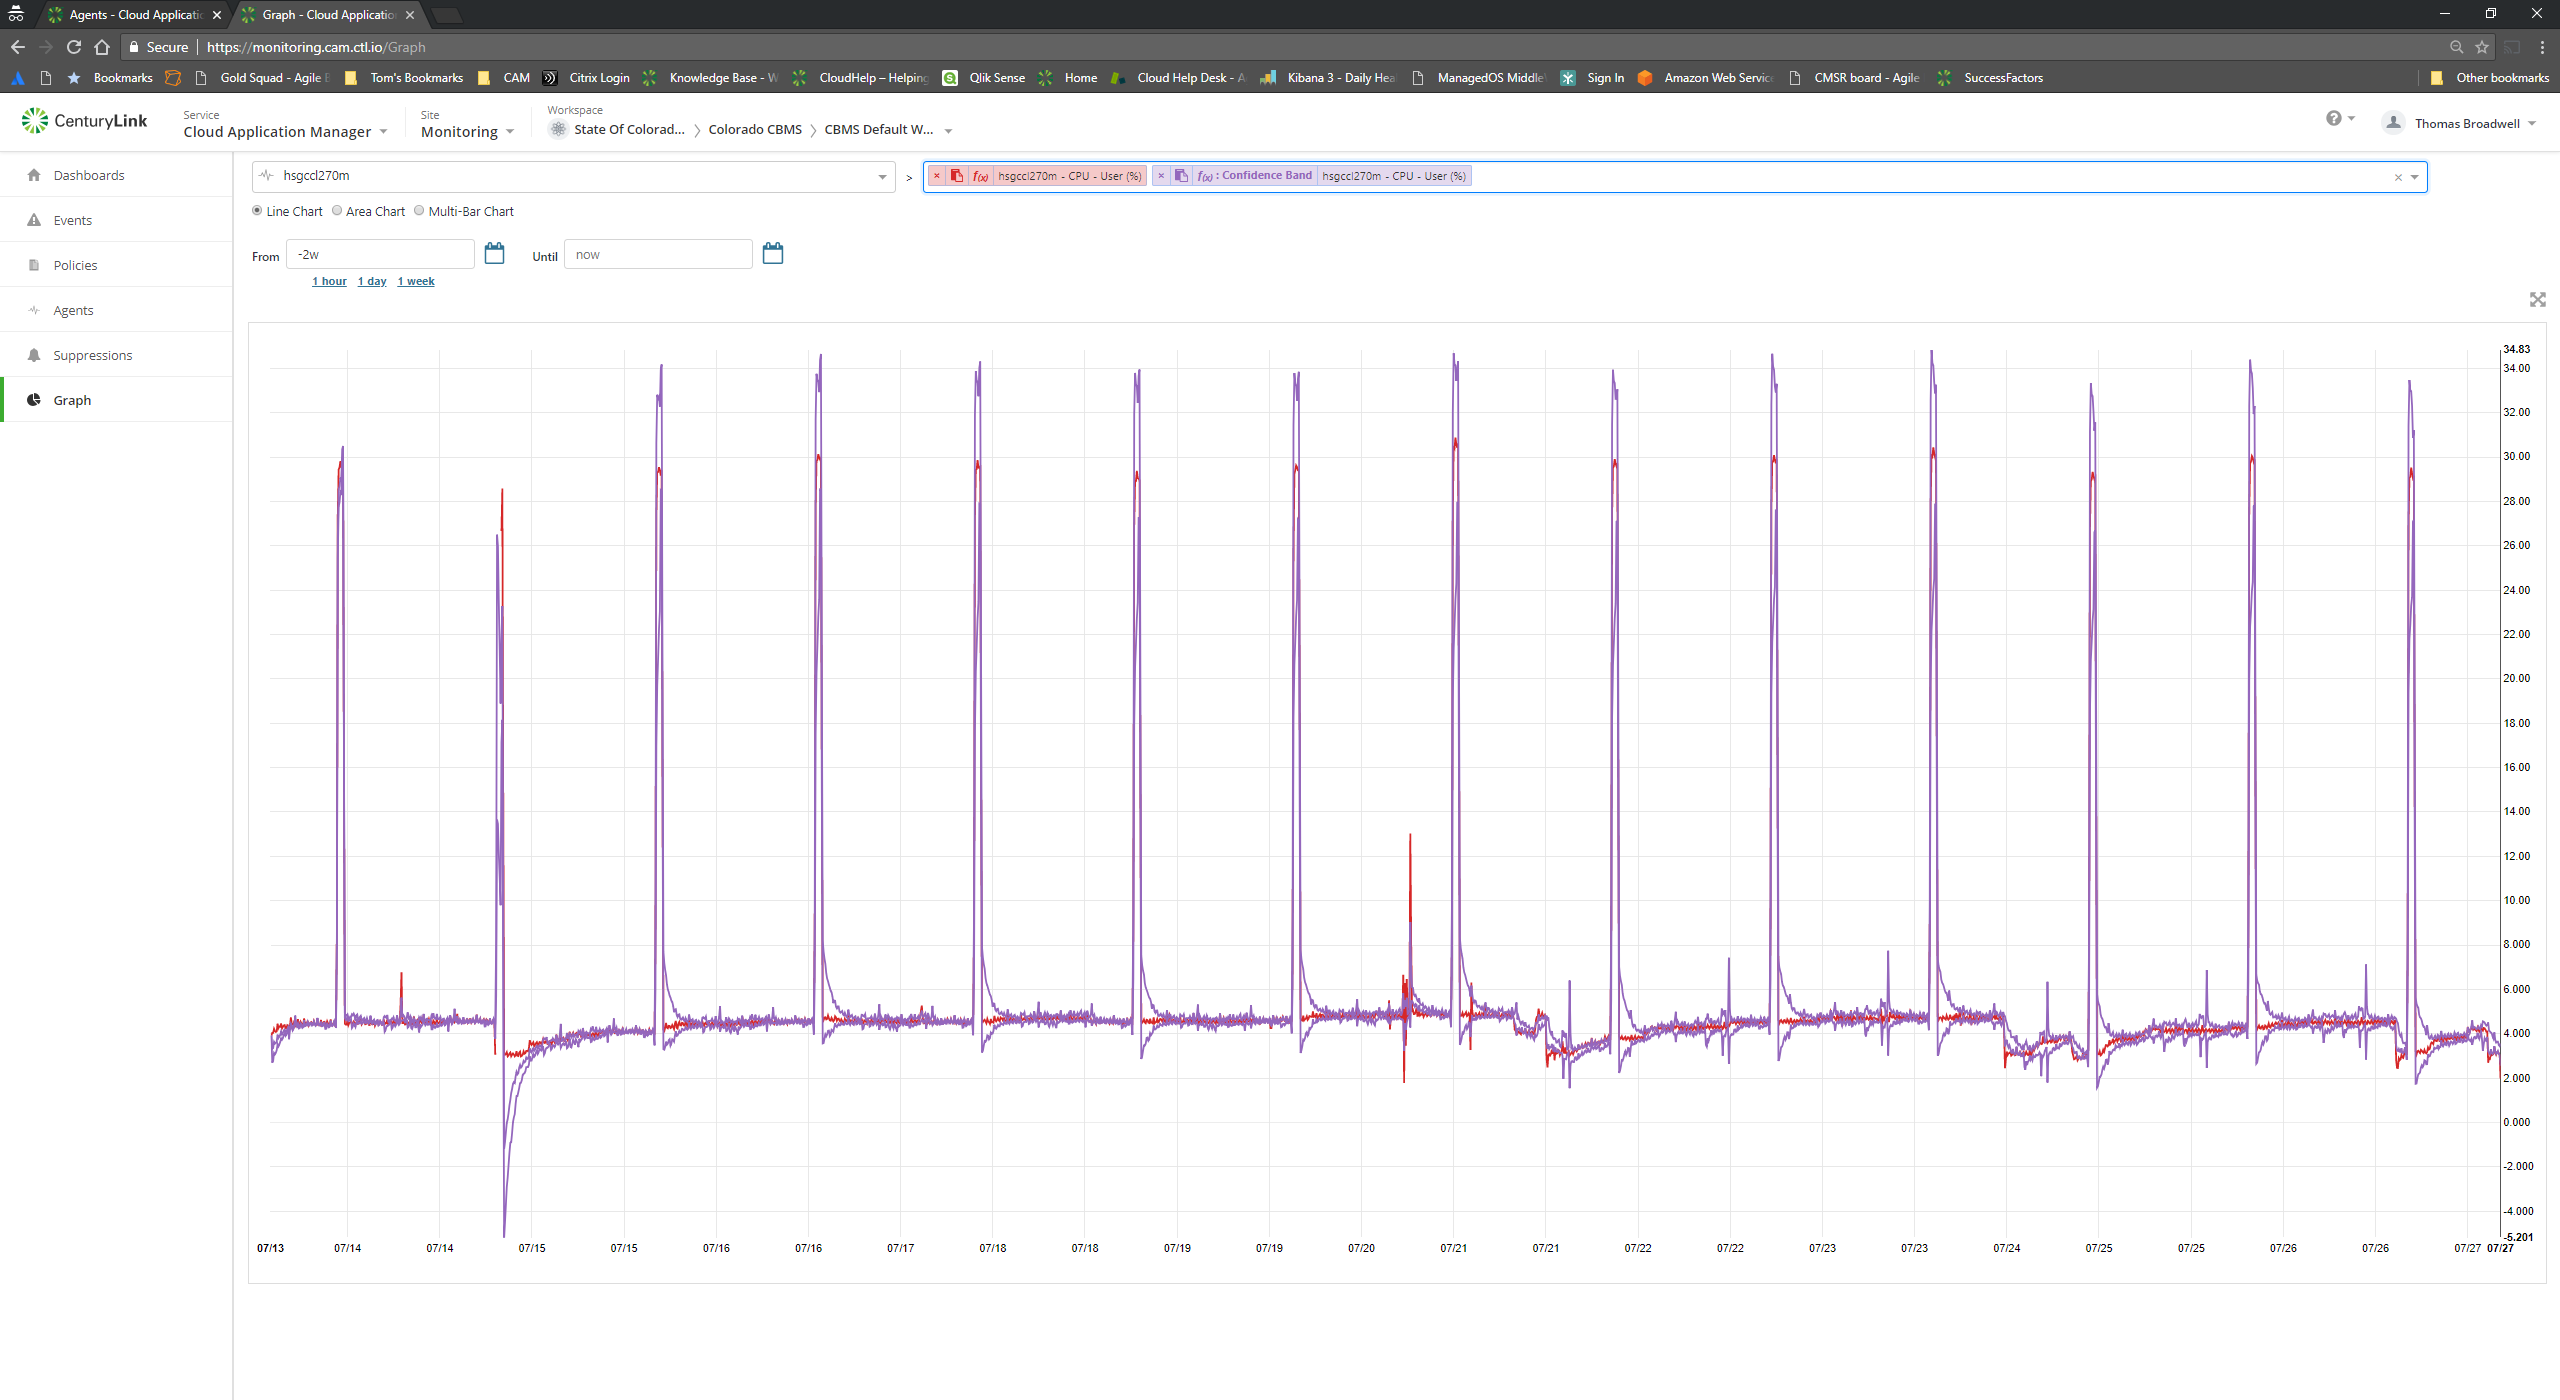 Agents - Cloud Applicatio
Graph - Cloud Applicatio
Secure
https://monitoring.cam.ctl.io/Graph
Bookmarks
Gold Squad - Agile B
Tom's Bookmarks
CAM
Citrix Login
Knowledge Base - W
CloudHelp – Helping
Qlik Sense
Home
Cloud Help Desk - A
Kibana 3 - Daily Hea
ManagedOS Middle
Sign In
Amazon Web Service
CMSR board - Agile
SuccessFactors
Other bookmarks
CenturyLink
Service
Cloud Application Manager
Site
Monitoring
Workspace
State Of Colorad...
Colorado CBMS
CBMS Default W...
Thomas Broadwell
Dashboards
Events
Policies
Agents
Suppressions
Graph
hsgccl270m
>
× f(x) hsgccl270m - CPU - User (%)
× f(x) : Confidence Band hsgccl270m - CPU - User (%)
Line Chart Area Chart Multi-Bar Chart
From -2w Until now
1 hour 1 day 1 week
34.83
34.00
32.00
30.00
28.00
26.00
24.00
22.00
20.00
18.00
16.00
14.00
12.00
10.00
8.000
6.000
4.000
2.000
0.000
-2.000
-4.000
-5.201
07/13 07/14 07/14 07/15 07/15 07/16 07/16 07/17 07/18 07/18 07/19 07/19 07/20 07/21 07/21 07/22 07/22 07/23 07/23 07/24 07/25 07/25 07/26 07/26 07/27 07/27